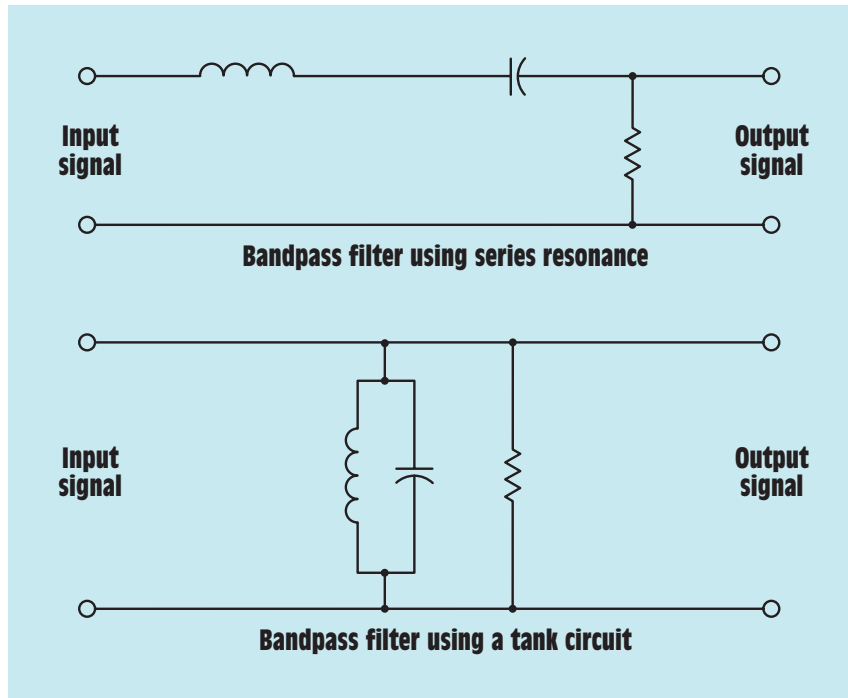 Input
signal
Output
signal
Bandpass filter using series resonance
Input
signal
Output
signal
Bandpass filter using a tank circuit